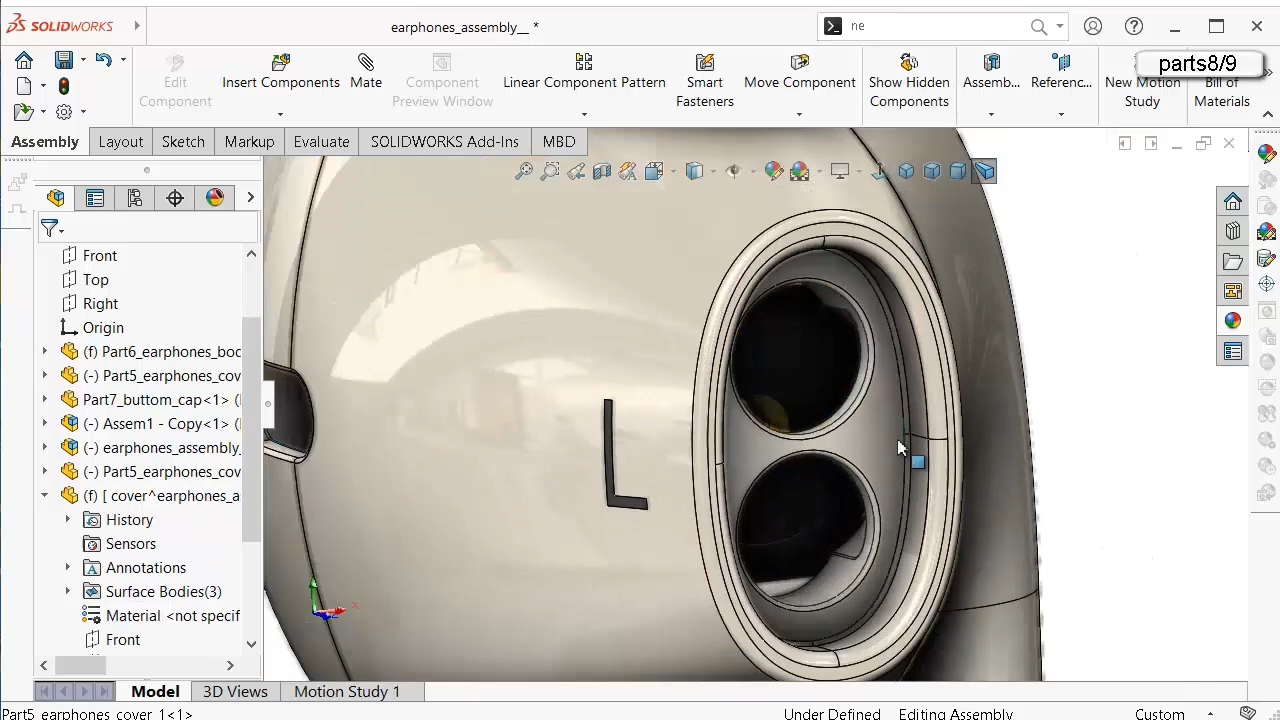 SOLIDWORKS
earphones_assembly__ *
ne
parts8/9
Edit Component
Insert Components
Mate
Component Preview Window
Linear Component Pattern
Smart Fasteners
Move Component
Show Hidden Components
Assemb...
Referenc...
New Motion Study
Bill of Materials
Assembly
Layout
Sketch
Markup
Evaluate
SOLIDWORKS Add-Ins
MBD
Front
Top
Right
Origin
(f) Part6_earphones_boc
(-) Part5_earphones_cov
Part7_buttom_cap<1> (
(-) Assem1 - Copy<1> (
(-) earphones_assembly_
(-) Part5_earphones_cov
(f) [ cover^earphones_a
History
Sensors
A Annotations
Surface Bodies(3)
Material <not specif
Front
L
Model
3D Views
Motion Study 1
Part5_earphones_cover_1<1>
Under Defined
Editing Assembly
Custom